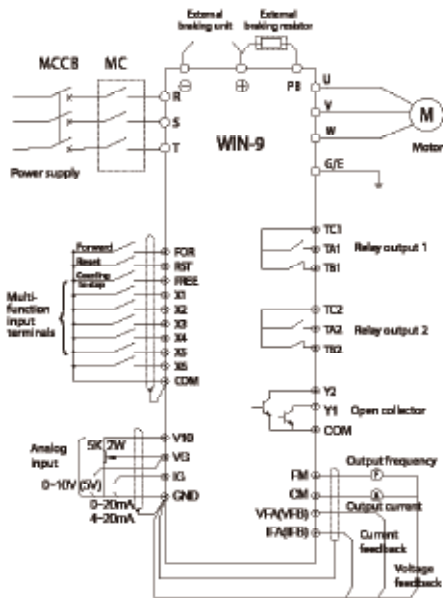 External braking unit
External braking resistor
MCCB
MC
⊖
⊕
PB
R
S
T
Power supply
WIN-9
U
V
W
G/E
M
Motor
Forward
Reset
Coasting to stop
Multi-function input terminals
FOR
RST
FREE
X1
X2
X3
X4
X5
X6
COM
TC1
TA1
TB1
Relay output 1
TC2
TA2
TB2
Relay output 2
Y2
Y1
COM
Open collector
Analog input
5K 2W
0~10V (5V)
0~20mA
4~20mA
V10
VG
IG
GND
FM
CM
VFA(VFB)
IFA(IFB)
Output frequency
F
A
Output current
Current feedback
Voltage feedback